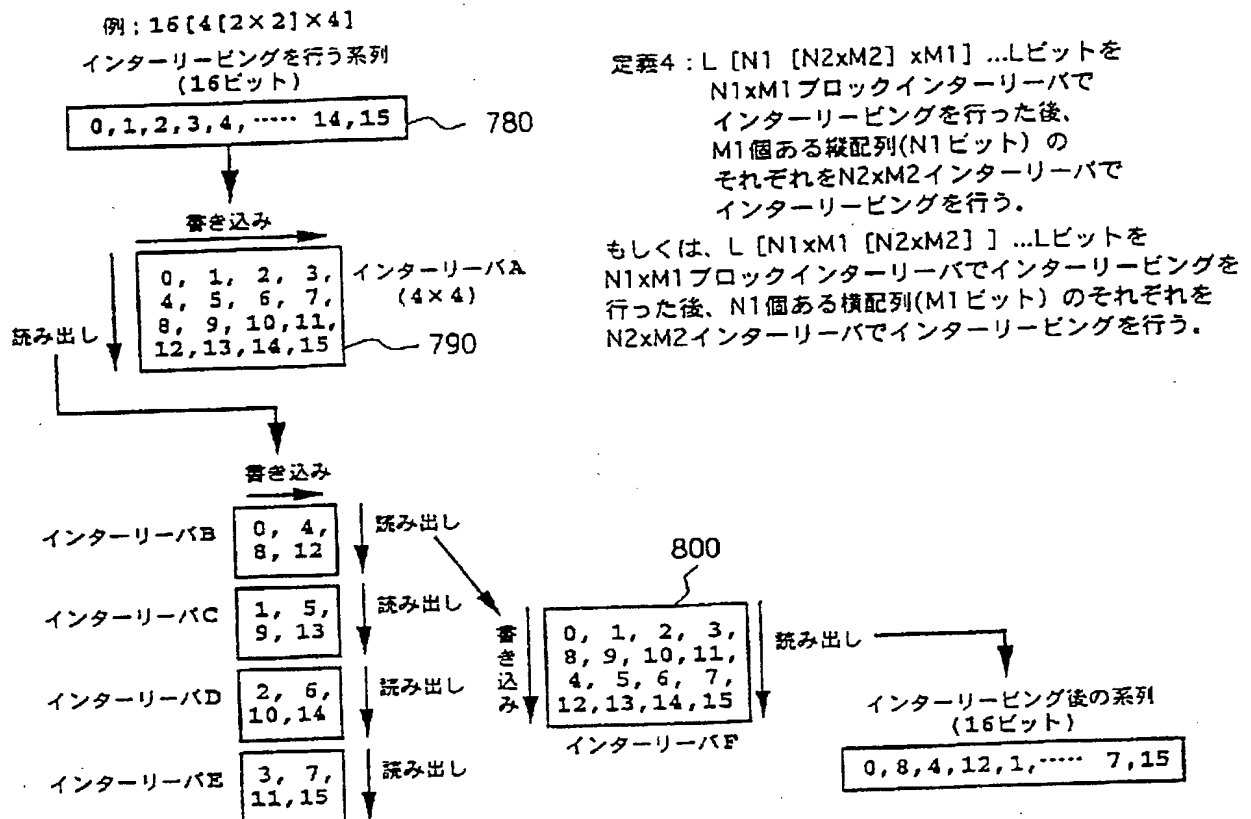 例；16[4[2×2]×4]
インターリービングを行う系列
(16ビット)
0,1,2,3,4,····· 14,15
780
書き込み
0, 1, 2, 3,
4, 5, 6, 7,
8, 9, 10,11,
12,13,14,15
インターリーバA
(4×4)
読み出し
790
定義4：L [N1 [N2xM2] xM1] ...Lビットを
N1xM1ブロックインターリーバで
インターリービングを行った後、
M1個ある縦配列(N1ビット）の
それぞれをN2xM2インターリーバで
インターリービングを行う．
もしくは、L [N1xM1 [N2xM2] ] ...Lビットを
N1xM1ブロックインターリーバでインターリービングを
行った後、N1個ある横配列(M1ビット）のそれぞれを
N2xM2インターリーバでインターリービングを行う．
書き込み
インターリーバB
0, 4,
8, 12
読み出し
インターリーバC
1, 5,
9, 13
読み出し
インターリーバD
2, 6,
10,14
読み出し
インターリーバE
3, 7,
11,15
読み出し
800
書き込み
0, 1, 2, 3,
8, 9, 10,11,
4, 5, 6, 7,
12,13,14,15
インターリーバF
読み出し
インターリービング後の系列
(16ビット)
0,8,4,12,1,····· 7,15